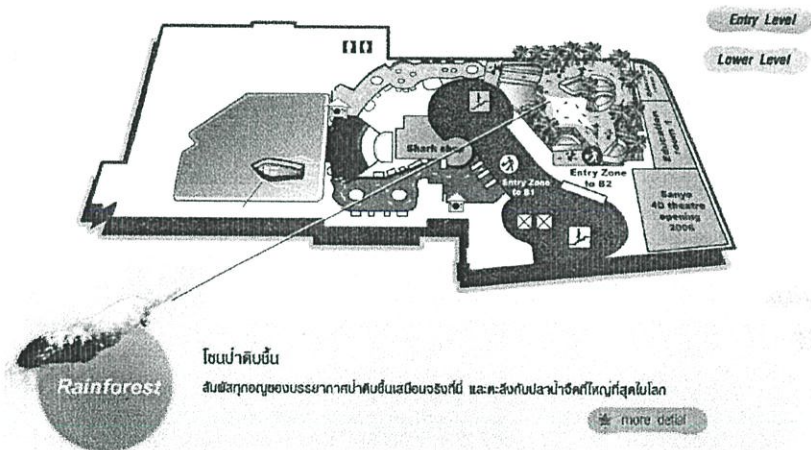 Entry Level
Lower Level
Shark shop
Entry Zone
to B1
Entry Zone
to B2
Education
room 1
Sanyo
4D theatre
opening
2006
Rainforest
โซนป่าดิบชื้น
สัมผัสทุกอณูของบรรยากาศป่าดิบชื้นเสมือนจริงที่นี่ และตะลึงกับปลาน้ำจืดที่ใหญ่ที่สุดในโลก
more detial